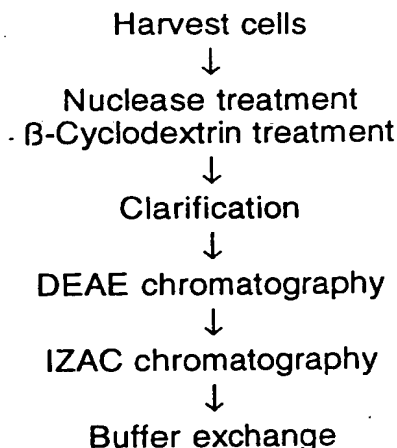 Harvest cells
↓
Nuclease treatment
β-Cyclodextrin treatment
↓
Clarification
↓
DEAE chromatography
↓
IZAC chromatography
↓
Buffer exchange